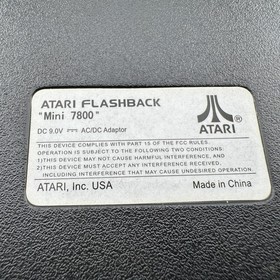 ATARI FLASHBACK
"Mini 7800"
DC 9.0V ⎓ AC/DC Adaptor
ATARI®
THIS DEVICE COMPLIES WITH PART 15 OF THE FCC RULES.
OPERATION IS SUBJECT TO THE FOLLOWING TWO CONDITIONS:
1)THIS DEVICE MAY NOT CAUSE HARMFUL INTERFERENCE, AND
2)THIS DEVICE MUST ACCEPT ANY INTERFERENCE RECEIVED,
INCLUDING INTERFERENCE THAT MAY CAUSE UNDESIRED OPERATION.
ATARI, Inc. USA
Made in China